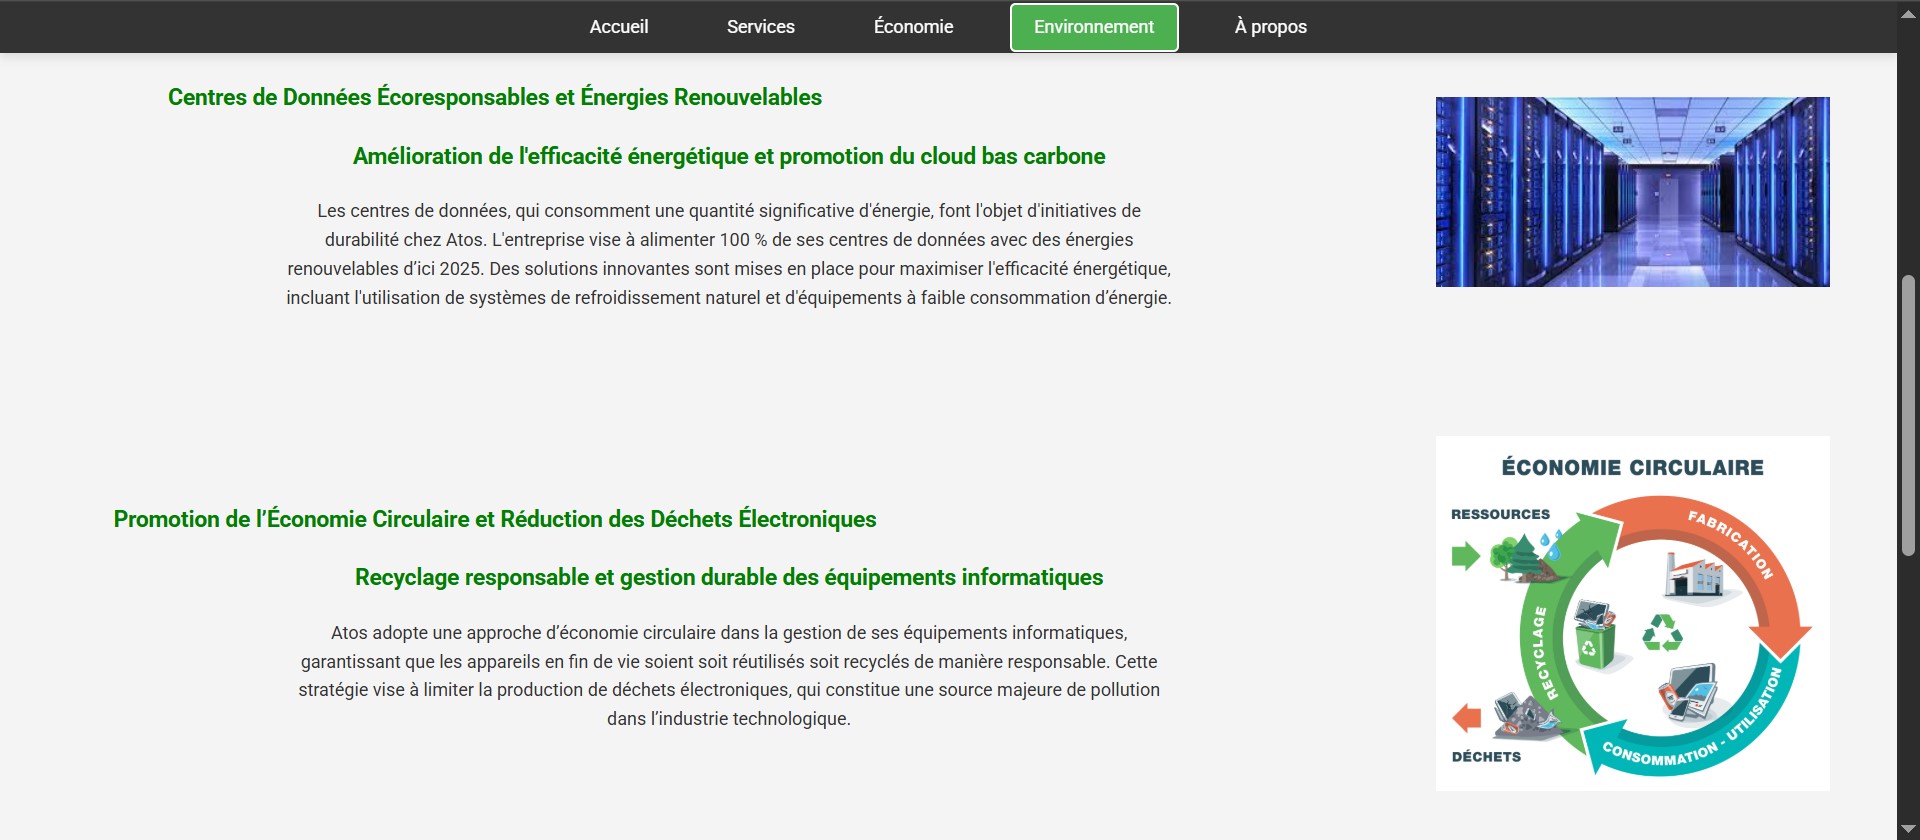 Accueil Services Économie Environnement À propos
Centres de Données Écoresponsables et Énergies Renouvelables
Amélioration de l'efficacité énergétique et promotion du cloud bas carbone
Les centres de données, qui consomment une quantité significative d'énergie, font l'objet d'initiatives de
durabilité chez Atos. L'entreprise vise à alimenter 100 % de ses centres de données avec des énergies
renouvelables d’ici 2025. Des solutions innovantes sont mises en place pour maximiser l'efficacité énergétique,
incluant l'utilisation de systèmes de refroidissement naturel et d'équipements à faible consommation d’énergie.
Promotion de l’Économie Circulaire et Réduction des Déchets Électroniques
Recyclage responsable et gestion durable des équipements informatiques
Atos adopte une approche d’économie circulaire dans la gestion de ses équipements informatiques,
garantissant que les appareils en fin de vie soient soit réutilisés soit recyclés de manière responsable. Cette
stratégie vise à limiter la production de déchets électroniques, qui constitue une source majeure de pollution
dans l’industrie technologique.
ÉCONOMIE CIRCULAIRE
RESSOURCES
FABRICATION
RECYCLAGE
CONSOMMATION - UTILISATION
DÉCHETS